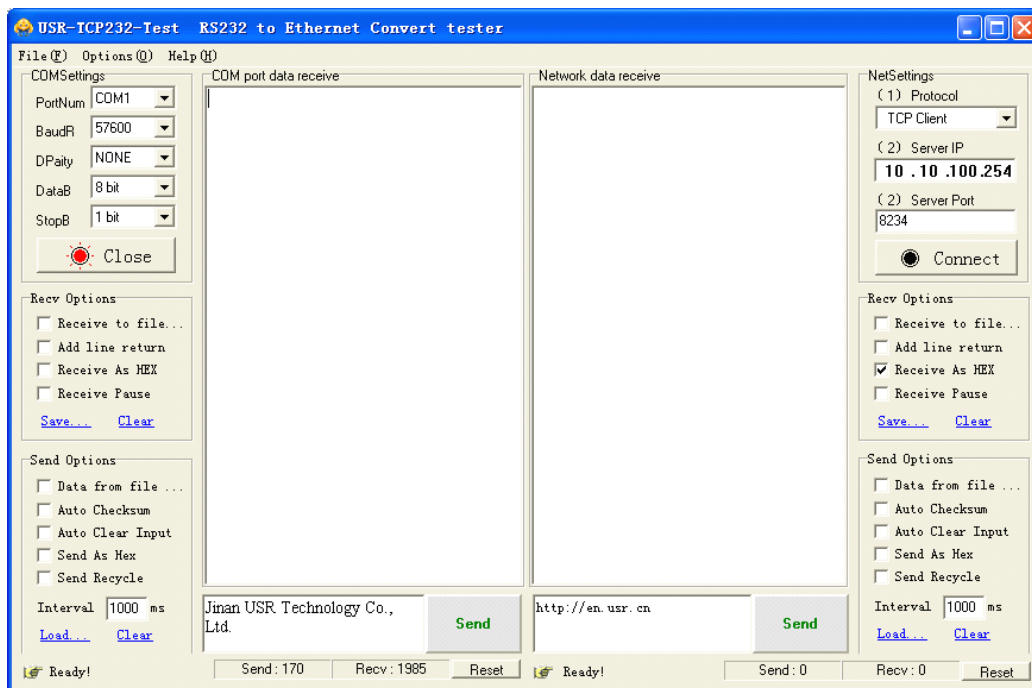 USR-TCP232-Test RS232 to Ethernet Convert tester
File(F) Options(O) Help(H)
COMSettings
PortNum COM1
BaudR 57600
DPaity NONE
DataB 8 bit
StopB 1 bit
Close
Recv Options
Receive to file...
Add line return
Receive As HEX
Receive Pause
Save... Clear
Send Options
Data from file ...
Auto Checksum
Auto Clear Input
Send As Hex
Send Recycle
Interval 1000 ms
Load... Clear
Ready!
COM port data receive
Jinan USR Technology Co.,
Ltd.
Send
Send : 170 Recv : 1985 Reset
Network data receive
http://en.usr.cn
Send
Ready!
Send : 0 Recv : 0 Reset
NetSettings
(1) Protocol
TCP Client
(2) Server IP
10 .10 .100.254
(2) Server Port
8234
Connect
Recv Options
Receive to file...
Add line return
Receive As HEX
Receive Pause
Save... Clear
Send Options
Data from file ...
Auto Checksum
Auto Clear Input
Send As Hex
Send Recycle
Interval 1000 ms
Load... Clear